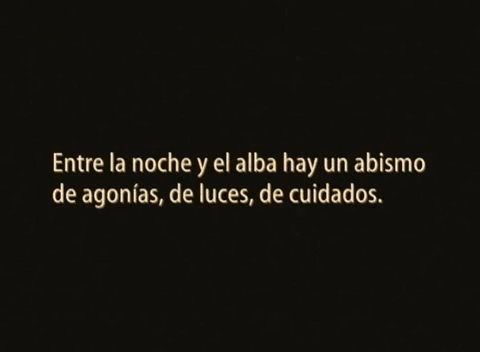 Entre la noche y el alba hay un abismo
de agonías, de luces, de cuidados.